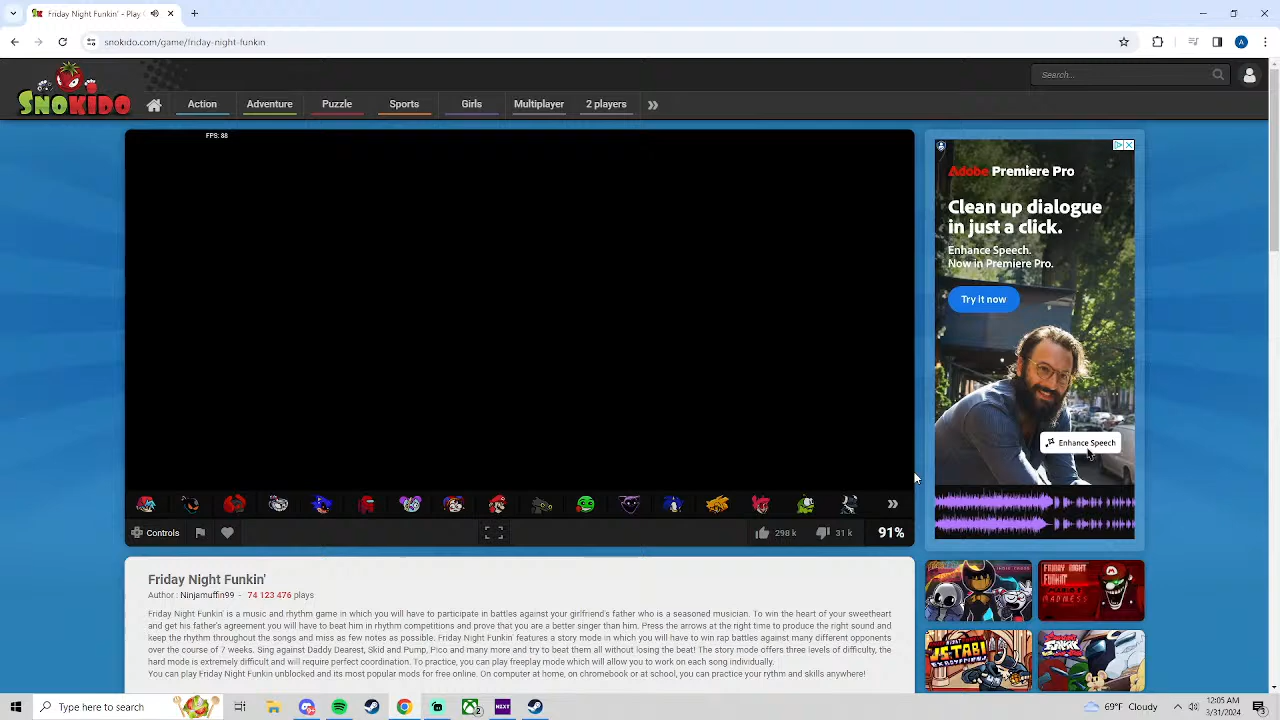 Friday Night Funkin' - Play
snokido.com/game/friday-night-funkin
A
SNOKIDO
Action
Adventure
Puzzle
Sports
Girls
Multiplayer
2 players
Search...
FPS: 88
Adobe Premiere Pro
Clean up dialogue
in just a click.
Enhance Speech.
Now in Premiere Pro.
Try it now
Enhance Speech
Controls
298 k
31 k
91%
Friday Night Funkin'
Author : Ninjamuffin99 - 74 123 476 plays
Friday Night Funkin' is a music and rhythm game in which you will have to participate in battles against your girlfriend's father who is a seasoned musician. To win the heart of your sweetheart
and get his father's agreement you will have to beat him in rhythm competitions and prove that you are a better singer than him. Press the arrows at the right time to produce the right sound and
keep the rhythm throughout the songs and miss as few notes as possible. Friday Night Funkin' features a story mode in which you will have to win rap battles against many different opponents
over the course of 7 weeks. Sing against Daddy Dearest, Skid and Pump, Pico and many more and try to beat them all without losing the beat! The story mode offers three levels of difficulty, the
hard mode is extremely difficult and will require perfect coordination. To practice, you can play freeplay mode which will allow you to work on each song individually.
You can play Friday Night Funkin unblocked and its most popular mods for free online. On computer at home, on chromebook or at school, you can practice your rythm and skills anywhere!
FRIDAY NIGHT
FUNKIN'
MADNESS
Type here to search
NZXT
69°F Cloudy
12:05 AM
3/31/2024
3